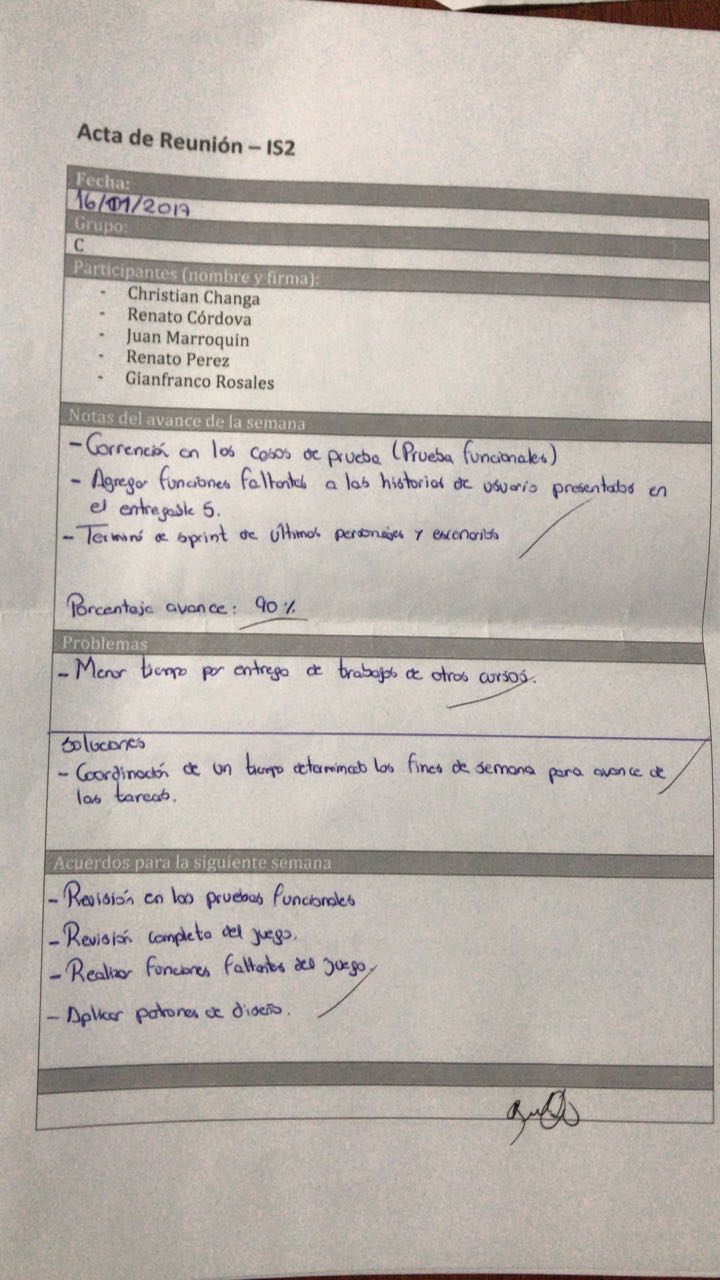 Acta de Reunión – IS2
Fecha:
16/11/2017
Grupo:
C
Participantes (nombre y firma):
- Christian Changa
- Renato Córdova
- Juan Marroquin
- Renato Perez
- Gianfranco Rosales
Notas del avance de la semana
- Corrención en los casos de prueba (Prueba funcionales)
- Agregar funciones faltantes a las historias de usuario presentados en
el entregable 5.
- Terminó de sprint de últimos personajes y escenarios
Porcentaje avance: 90 %
Problemas
- Menor tiempo por entrega de trabajos de otros cursos.
Soluciones
- Coordinación de un tiempo determinado los fines de semana para avance de
las tareas.
Acuerdos para la siguiente semana
- Revisión en las pruebas funcionales
- Revisión completa del juego.
- Realizar funciones faltantes del juego.
- Aplicar patrones de diseño.